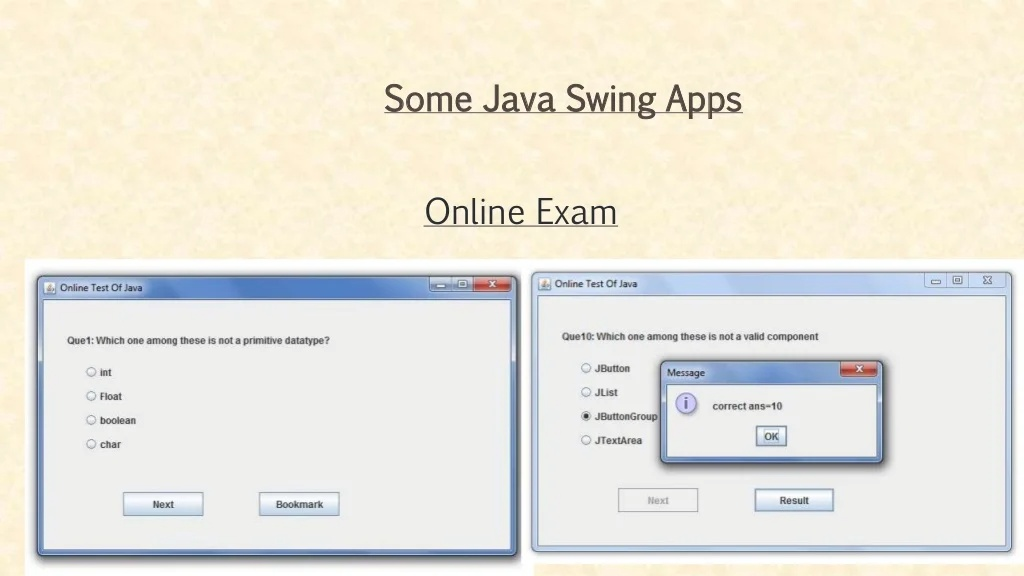 Some Java Swing Apps
Online Exam
Online Test Of Java
Que1: Which one among these is not a primitive datatype?
int
Float
boolean
char
Next
Bookmark
Online Test Of Java
Que10: Which one among these is not a valid component
JButton
JList
JButtonGroup
JTextArea
Message
correct ans=10
OK
Next
Result